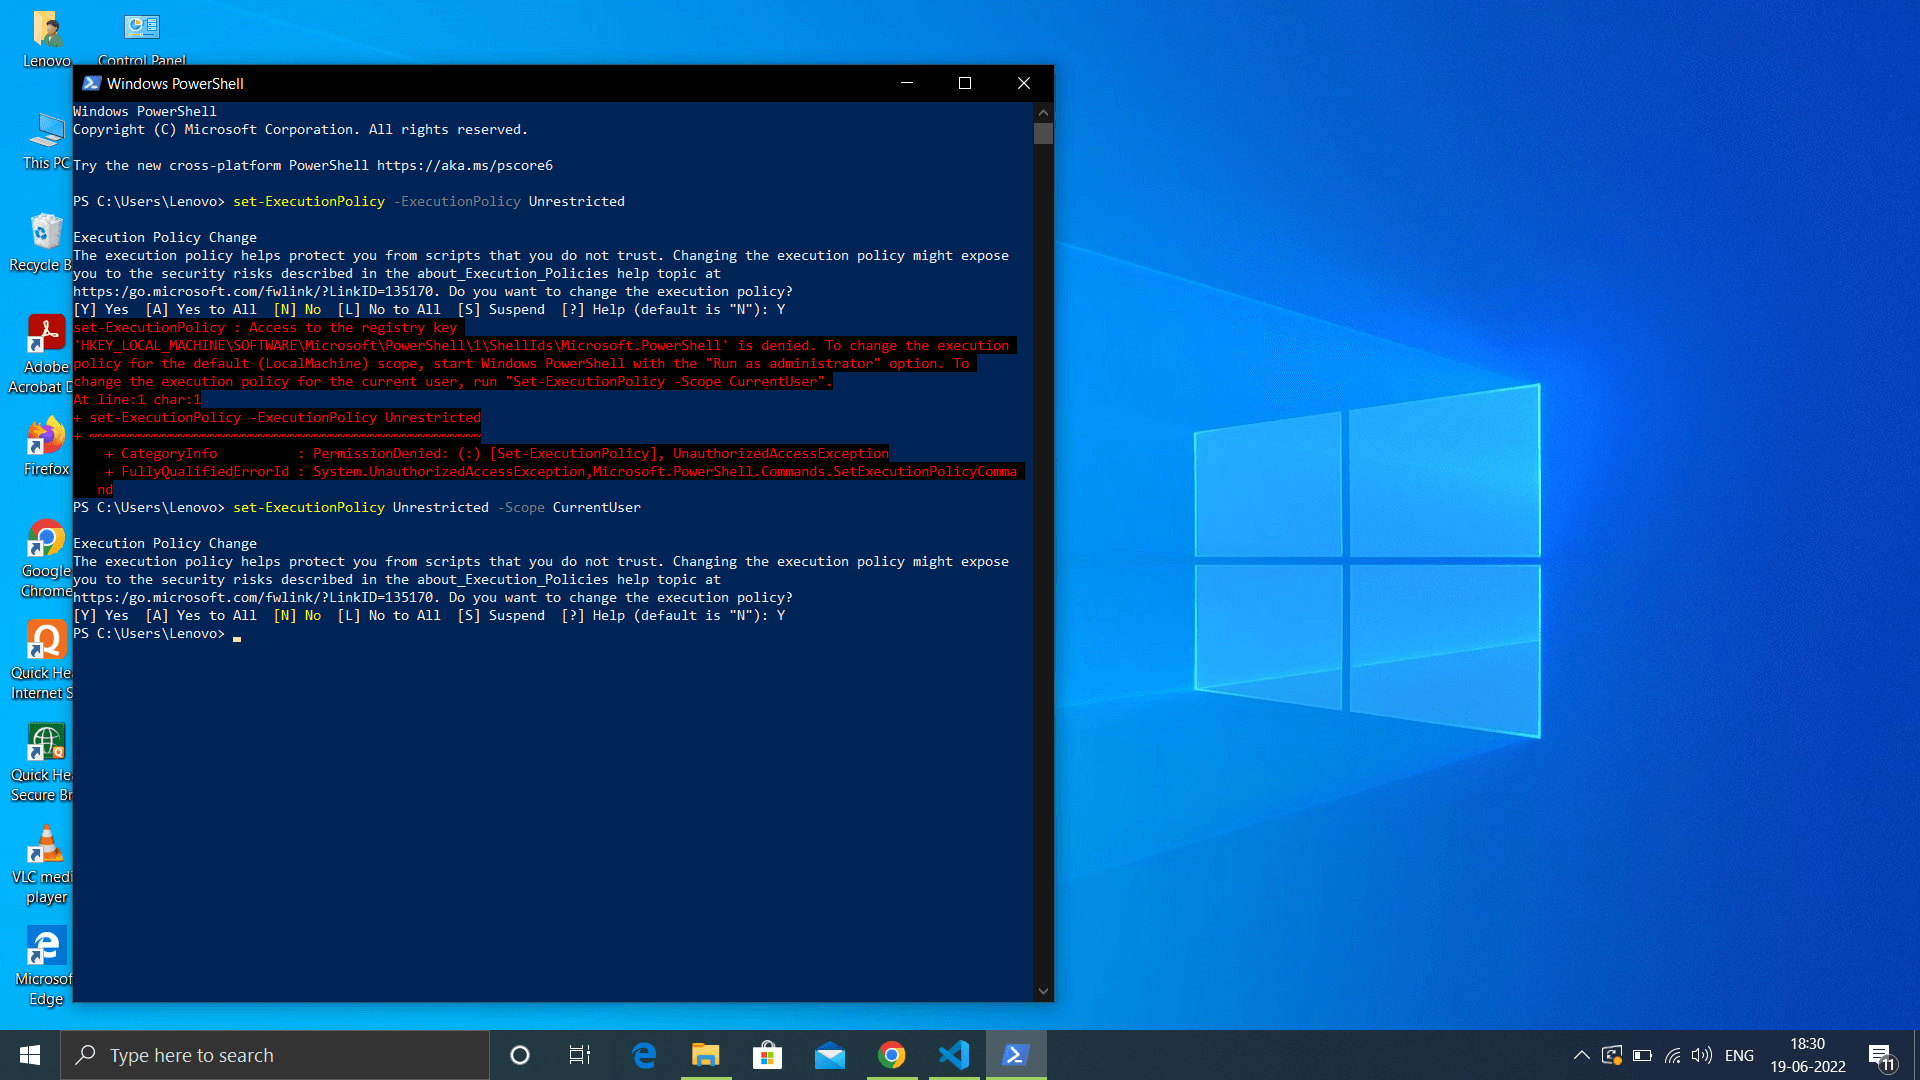 Lenovo
Control Panel
This PC
Recycle B
Adobe
Acrobat D
Firefox
Google
Chrome
Quick Hea
Internet S
Quick Hea
Secure Br
VLC medi
player
Microsof
Edge
Windows PowerShell
Windows PowerShell
Copyright (C) Microsoft Corporation. All rights reserved.
Try the new cross-platform PowerShell https://aka.ms/pscore6
PS C:\Users\Lenovo> set-ExecutionPolicy -ExecutionPolicy Unrestricted
Execution Policy Change
The execution policy helps protect you from scripts that you do not trust. Changing the execution policy might expose
you to the security risks described in the about_Execution_Policies help topic at
https:/go.microsoft.com/fwlink/?LinkID=135170. Do you want to change the execution policy?
[Y] Yes  [A] Yes to All  [N] No  [L] No to All  [S] Suspend  [?] Help (default is "N"): Y
set-ExecutionPolicy : Access to the registry key
'HKEY_LOCAL_MACHINE\SOFTWARE\Microsoft\PowerShell\1\ShellIds\Microsoft.PowerShell' is denied. To change the execution
policy for the default (LocalMachine) scope, start Windows PowerShell with the "Run as administrator" option. To
change the execution policy for the current user, run "Set-ExecutionPolicy -Scope CurrentUser".
At line:1 char:1
+ set-ExecutionPolicy -ExecutionPolicy Unrestricted
+ ~~~~~~~~~~~~~~~~~~~~~~~~~~~~~~~~~~~~~~~~~~~~~~~~~
+ CategoryInfo          : PermissionDenied: (:) [Set-ExecutionPolicy], UnauthorizedAccessException
+ FullyQualifiedErrorId : System.UnauthorizedAccessException,Microsoft.PowerShell.Commands.SetExecutionPolicyComma
nd
PS C:\Users\Lenovo> set-ExecutionPolicy Unrestricted -Scope CurrentUser
Execution Policy Change
The execution policy helps protect you from scripts that you do not trust. Changing the execution policy might expose
you to the security risks described in the about_Execution_Policies help topic at
https:/go.microsoft.com/fwlink/?LinkID=135170. Do you want to change the execution policy?
[Y] Yes  [A] Yes to All  [N] No  [L] No to All  [S] Suspend  [?] Help (default is "N"): Y
PS C:\Users\Lenovo>
Type here to search
ENG
18:30
19-06-2022
11